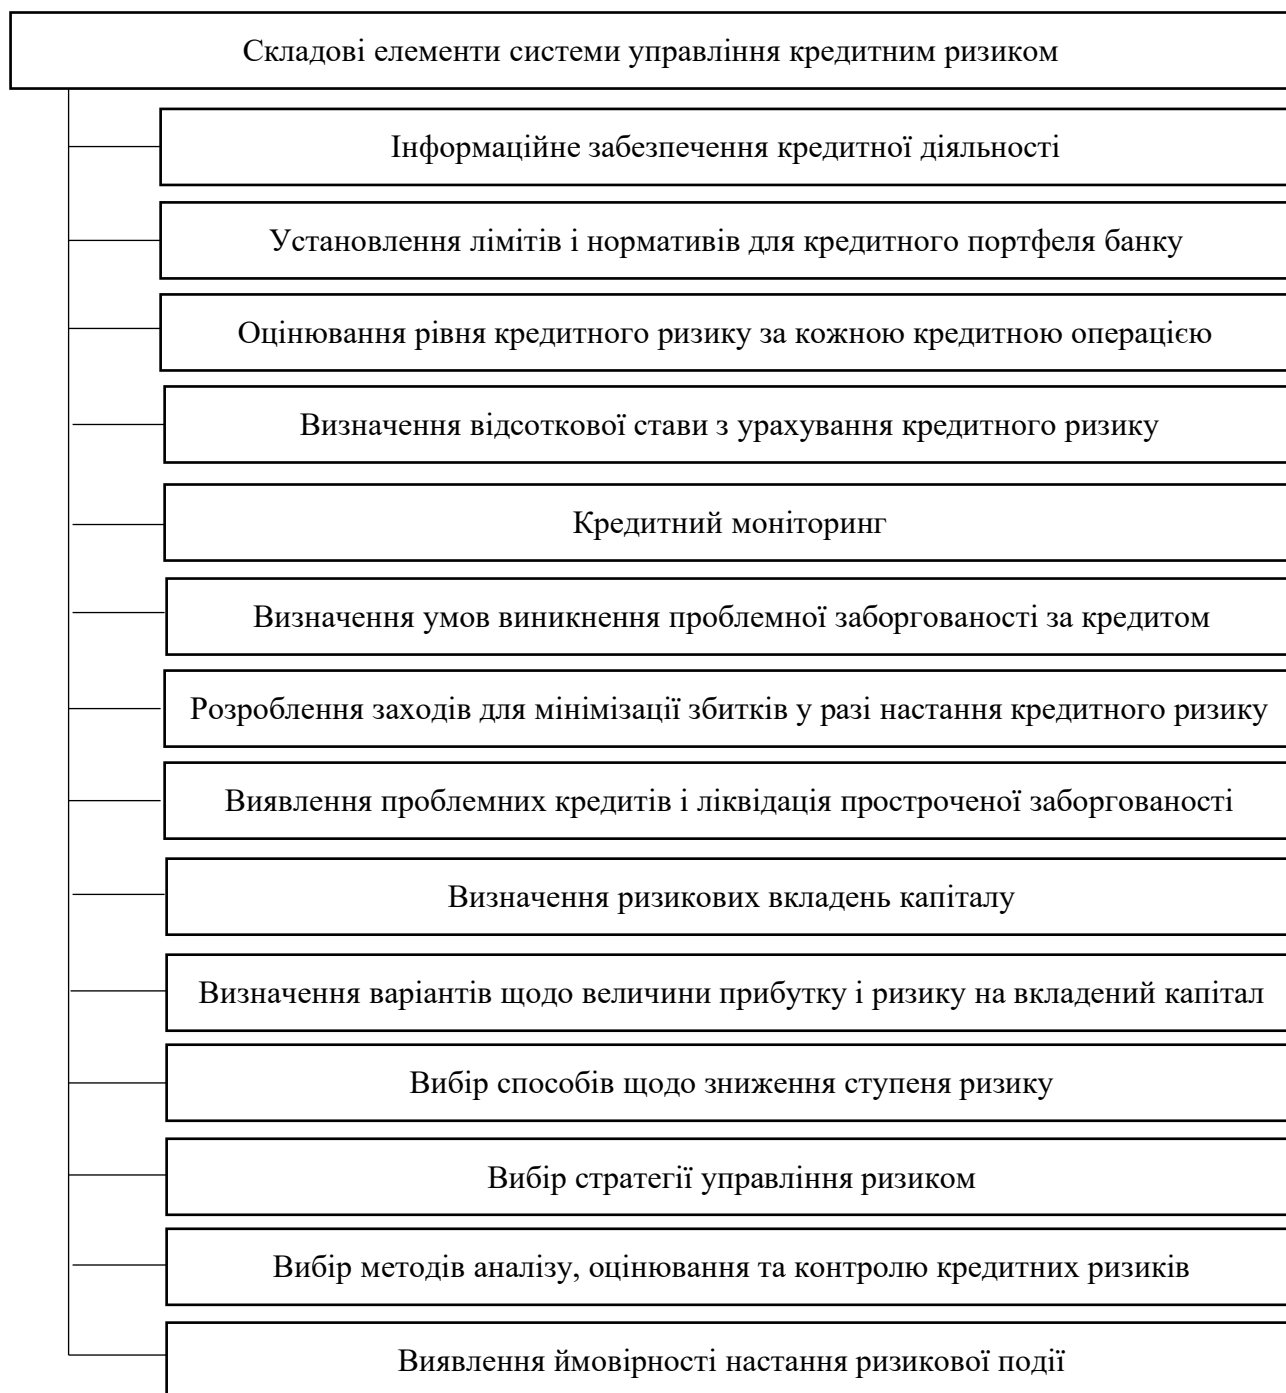 Складові елементи системи управління кредитним ризиком
Інформаційне забезпечення кредитної діяльності
Установлення лімітів і нормативів для кредитного портфеля банку
Оцінювання рівня кредитного ризику за кожною кредитною операцією
Визначення відсоткової стави з урахування кредитного ризику
Кредитний моніторинг
Визначення умов виникнення проблемної заборгованості за кредитом
Розроблення заходів для мінімізації збитків у разі настання кредитного ризику
Виявлення проблемних кредитів і ліквідація простроченої заборгованості
Визначення ризикових вкладень капіталу
Визначення варіантів щодо величини прибутку і ризику на вкладений капітал
Вибір способів щодо зниження ступеня ризику
Вибір стратегії управління ризиком
Вибір методів аналізу, оцінювання та контролю кредитних ризиків
Виявлення ймовірності настання ризикової події